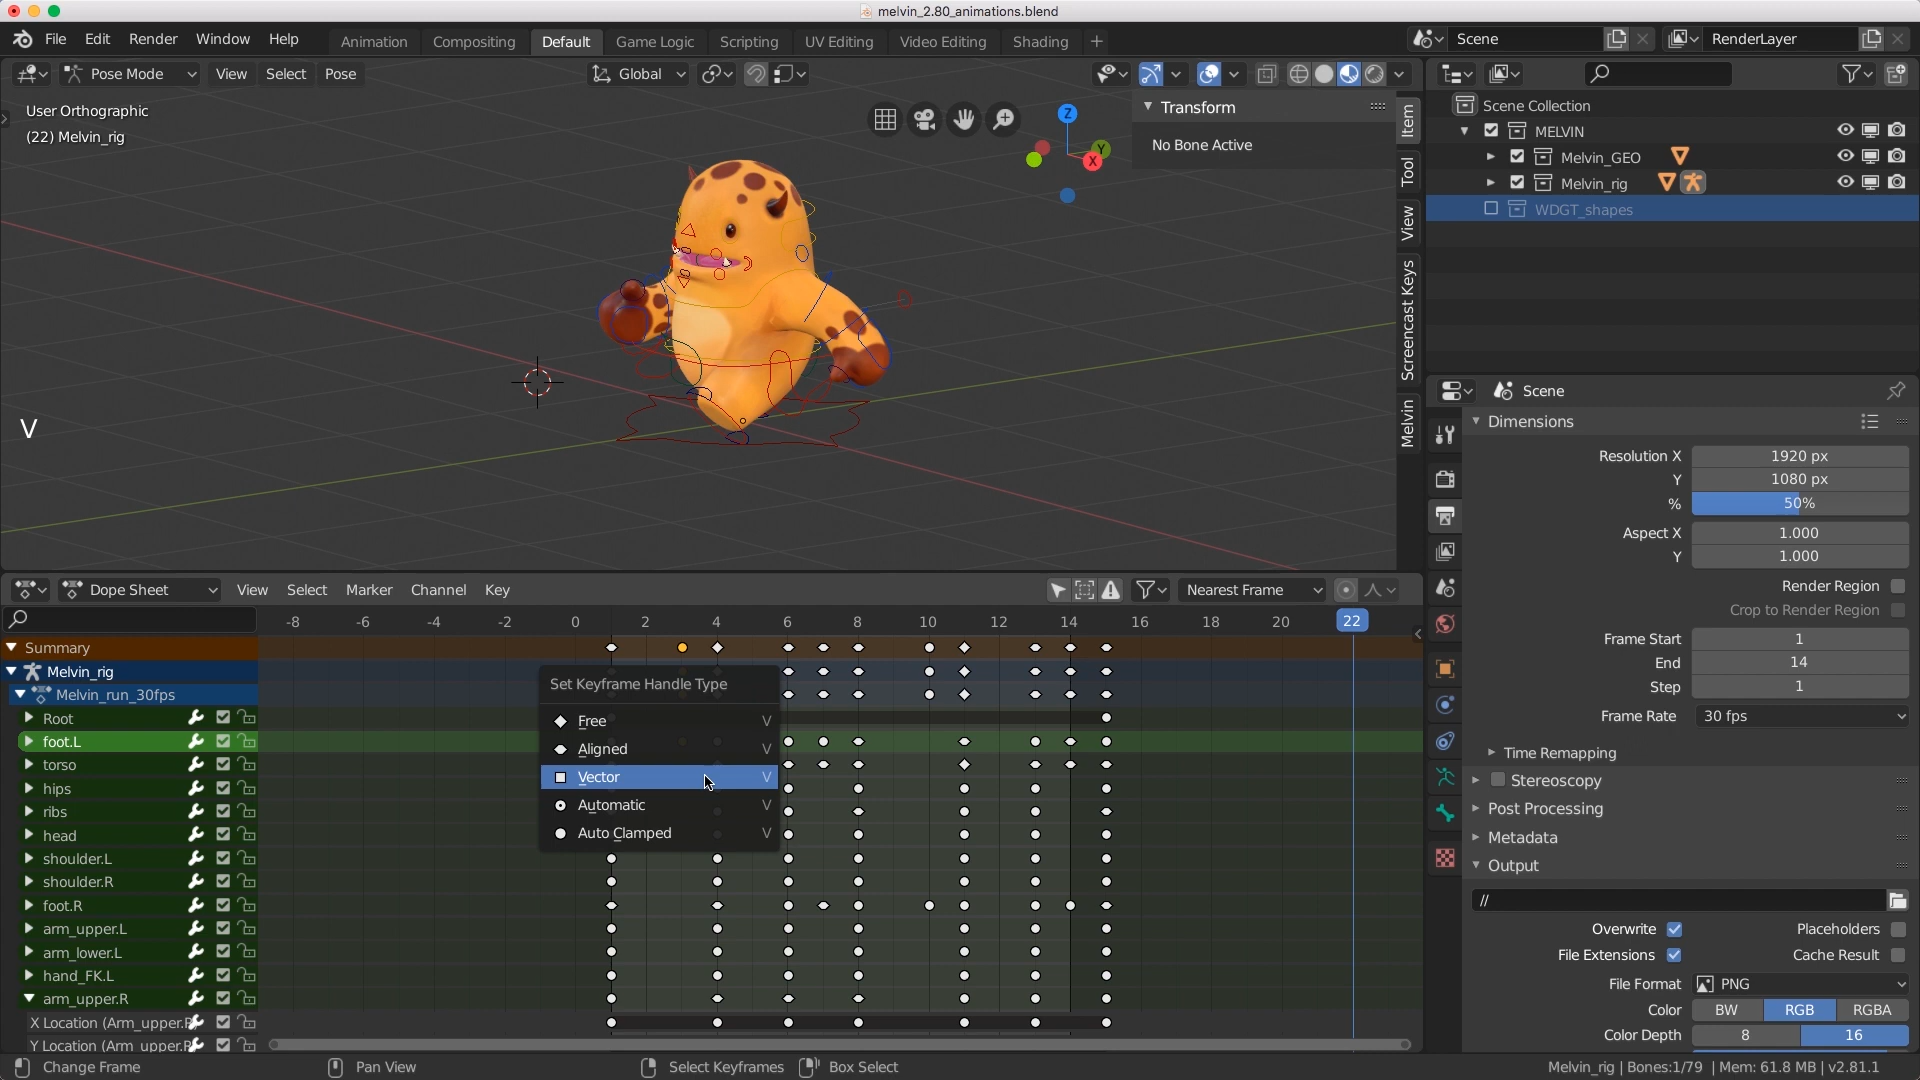 melvin_2.80_animations.blend
File Edit Render Window Help
Animation Compositing Default Game Logic Scripting UV Editing Video Editing Shading +
Scene
RenderLayer
Pose Mode View Select Pose
Global
User Orthographic
(22) Melvin_rig
Z
Y
X
Transform
No Bone Active
Item
Tool
View
Screencast Keys
Melvin
V
Scene Collection
MELVIN
Melvin_GEO
Melvin_rig
WDGT_shapes
Scene
Dimensions
Resolution X 1920 px
Y 1080 px
% 50%
Aspect X 1.000
Y 1.000
Render Region
Crop to Render Region
Frame Start 1
End 14
Step 1
Frame Rate 30 fps
Time Remapping
Stereoscopy
Post Processing
Metadata
Output
//
Overwrite Placeholders
File Extensions Cache Result
File Format PNG
Color BW RGB RGBA
Color Depth 8 16
Dope Sheet View Select Marker Channel Key
Nearest Frame
-8 -6 -4 -2 0 2 4 6 8 10 12 14 16 18 20 22
Summary
Melvin_rig
Melvin_run_30fps
Root
foot.L
torso
hips
ribs
head
shoulder.L
shoulder.R
foot.R
arm_upper.L
arm_lower.L
hand_FK.L
arm_upper.R
X Location (Arm_upper.R
Y Location (Arm_upper.R
Set Keyframe Handle Type
Free V
Aligned V
Vector V
Automatic V
Auto Clamped V
Change Frame Pan View Select Keyframes Box Select
Melvin_rig | Bones:1/79 | Mem: 61.8 MB | v2.81.1